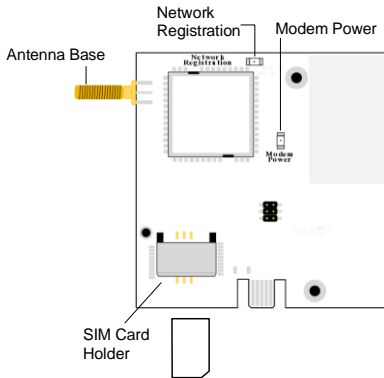 Network
Registration
Modem Power
Antenna Base
Network
Registration
Modem
Power
SIM Card
Holder